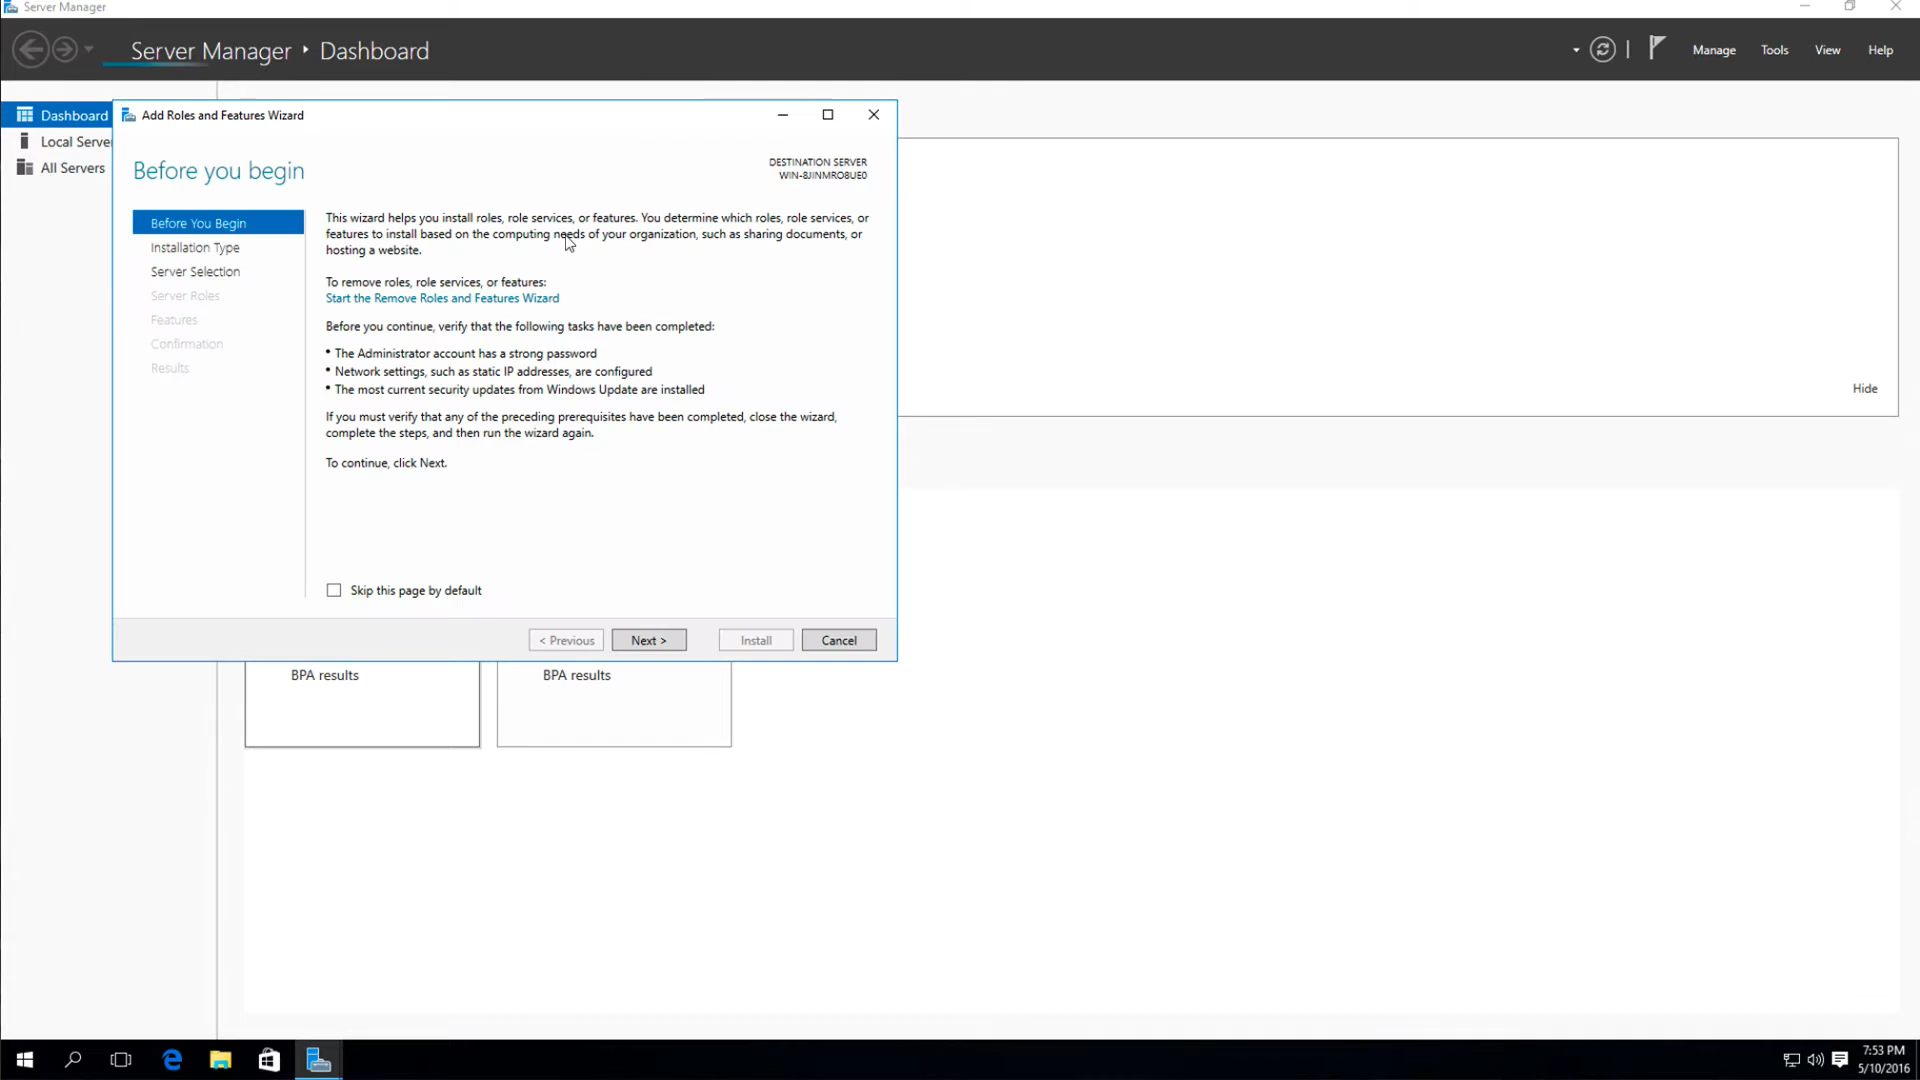 Server Manager
Server Manager ‣ Dashboard
Manage
Tools
View
Help
Dashboard
Local Server
All Servers
Add Roles and Features Wizard
Before you begin
DESTINATION SERVER
WIN-8JINMRO8UE0
Before You Begin
Installation Type
Server Selection
Server Roles
Features
Confirmation
Results
This wizard helps you install roles, role services, or features. You determine which roles, role services, or
features to install based on the computing needs of your organization, such as sharing documents, or
hosting a website.
To remove roles, role services, or features:
Start the Remove Roles and Features Wizard
Before you continue, verify that the following tasks have been completed:
• The Administrator account has a strong password
• Network settings, such as static IP addresses, are configured
• The most current security updates from Windows Update are installed
If you must verify that any of the preceding prerequisites have been completed, close the wizard,
complete the steps, and then run the wizard again.
To continue, click Next.
Skip this page by default
< Previous
Next >
Install
Cancel
Hide
BPA results
BPA results
7:53 PM
5/10/2016